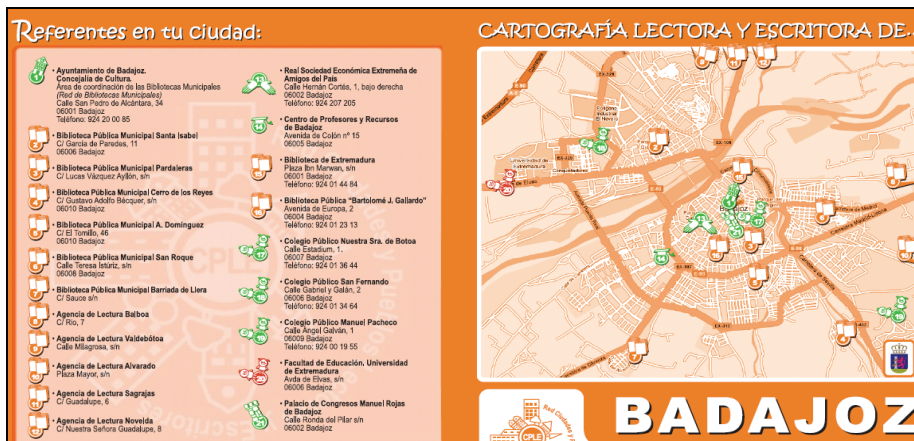 Referentes en tu ciudad:
• Ayuntamiento de Badajoz.
Concejalía de Cultura.
Área de coordinación de las Bibliotecas Municipales
(Red de Bibliotecas Municipales)
Calle San Pedro de Alcántara, 34
06001 Badajoz
Teléfono: 924 20 00 85
• Biblioteca Pública Municipal Santa Isabel
C/ García de Paredes, 11
06006 Badajoz
• Biblioteca Pública Municipal Pardaleras
C/ Lucas Vázquez Ayllón, s/n
• Biblioteca Pública Municipal Cerro de los Reyes
C/ Gustavo Adolfo Bécquer, s/n
06010 Badajoz
• Biblioteca Pública Municipal A. Domínguez
C/ El Tomillo, 46
06010 Badajoz
• Biblioteca Pública Municipal San Roque
Calle Teresa Istúriz, s/n
06008 Badajoz
• Biblioteca Pública Municipal Barriada de Llera
C/ Sauco s/n
• Agencia de Lectura Balboa
C/ Río, 7
• Agencia de Lectura Valdebótoa
Calle Milagrosa, s/n
• Agencia de Lectura Alvarado
Plaza Mayor, s/n
• Agencia de Lectura Sagrajas
C/ Guadalupe, 6
• Agencia de Lectura Novelda
C/ Nuestra Señora Guadalupe, 8
• Real Sociedad Económica Extremeña de
Amigos del País
Calle Hernán Cortés, 1, bajo derecha
06002 Badajoz
Teléfono: 924 207 205
• Centro de Profesores y Recursos
de Badajoz
Avenida de Colón nº 15
06005 Badajoz
• Biblioteca de Extremadura
Plaza Ibn Marwan, s/n
06001 Badajoz
Teléfono: 924 01 44 84
• Biblioteca Pública "Bartolomé J. Gallardo"
Avenida de Europa, 2
06004 Badajoz
Teléfono: 924 01 23 13
• Colegio Público Nuestra Sra. de Botoa
Calle Estadium, 1.
06007 Badajoz
Teléfono: 924 01 36 44
• Colegio Público San Fernando
Calle Gabriel y Galán, 2
06006 Badajoz
Teléfono: 924 01 34 64
• Colegio Público Manuel Pacheco
Calle Ángel Galván, 1
06009 Badajoz
Teléfono: 924 00 19 55
• Facultad de Educación. Universidad
de Extremadura
Avda de Elvas, s/n
06006 Badajoz
• Palacio de Congresos Manuel Rojas
de Badajoz
Calle Ronda del Pilar s/n
06002 Badajoz
CARTOGRAFÍA LECTORA Y ESCRITORA DE...
Polígono
Industrial
El Nevero
Universidad de
Extremadura
Badajoz
CPLE
BADAJOZ